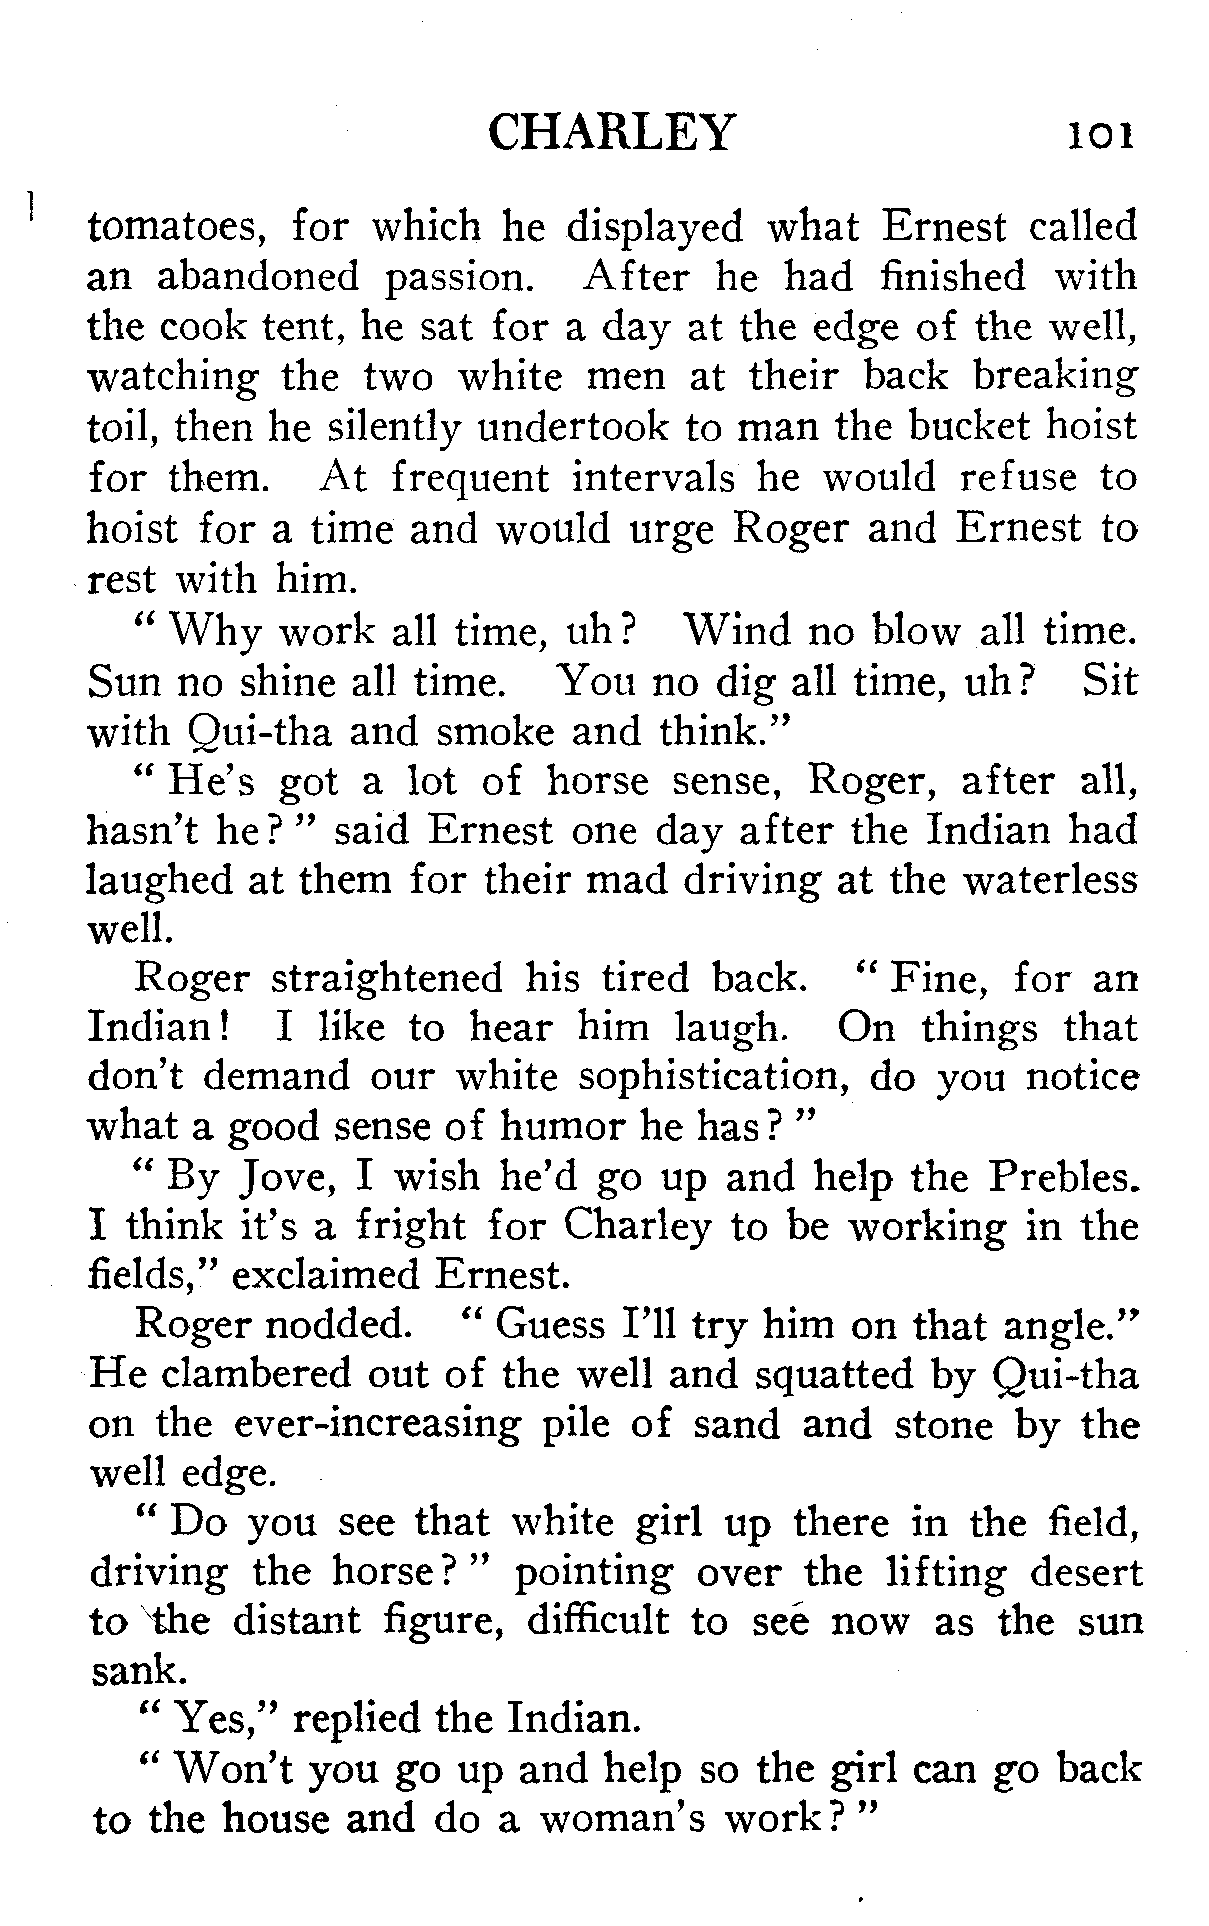 CHARLEY 101
tomatoes, for which he displayed what Ernest called
an abandoned passion. After he had finished with
the cook tent, he sat for a day at the edge of the well,
watching the two white men at their back breaking
toil, then he silently undertook to man the bucket hoist
for them. At frequent intervals he would refuse to
hoist for a time and would urge Roger and Ernest to
rest with him.
" Why work all time, uh? Wind no blow all time.
Sun no shine all time. You no dig all time, uh? Sit
with Qui-tha and smoke and think."
" He's got a lot of horse sense, Roger, after all,
hasn't he? " said Ernest one day after the Indian had
laughed at them for their mad driving at the waterless
well.
Roger straightened his tired back. " Fine, for an
Indian! I like to hear him laugh. On things that
don't demand our white sophistication, do you notice
what a good sense of humor he has? "
" By Jove, I wish he'd go up and help the Prebles.
I think it's a fright for Charley to be working in the
fields," exclaimed Ernest.
Roger nodded. " Guess I'll try him on that angle."
He clambered out of the well and squatted by Qui-tha
on the ever-increasing pile of sand and stone by the
well edge.
" Do you see that white girl up there in the field,
driving the horse? " pointing over the lifting desert
to the distant figure, difficult to see now as the sun
sank.
" Yes," replied the Indian.
" Won't you go up and help so the girl can go back
to the house and do a woman's work? "